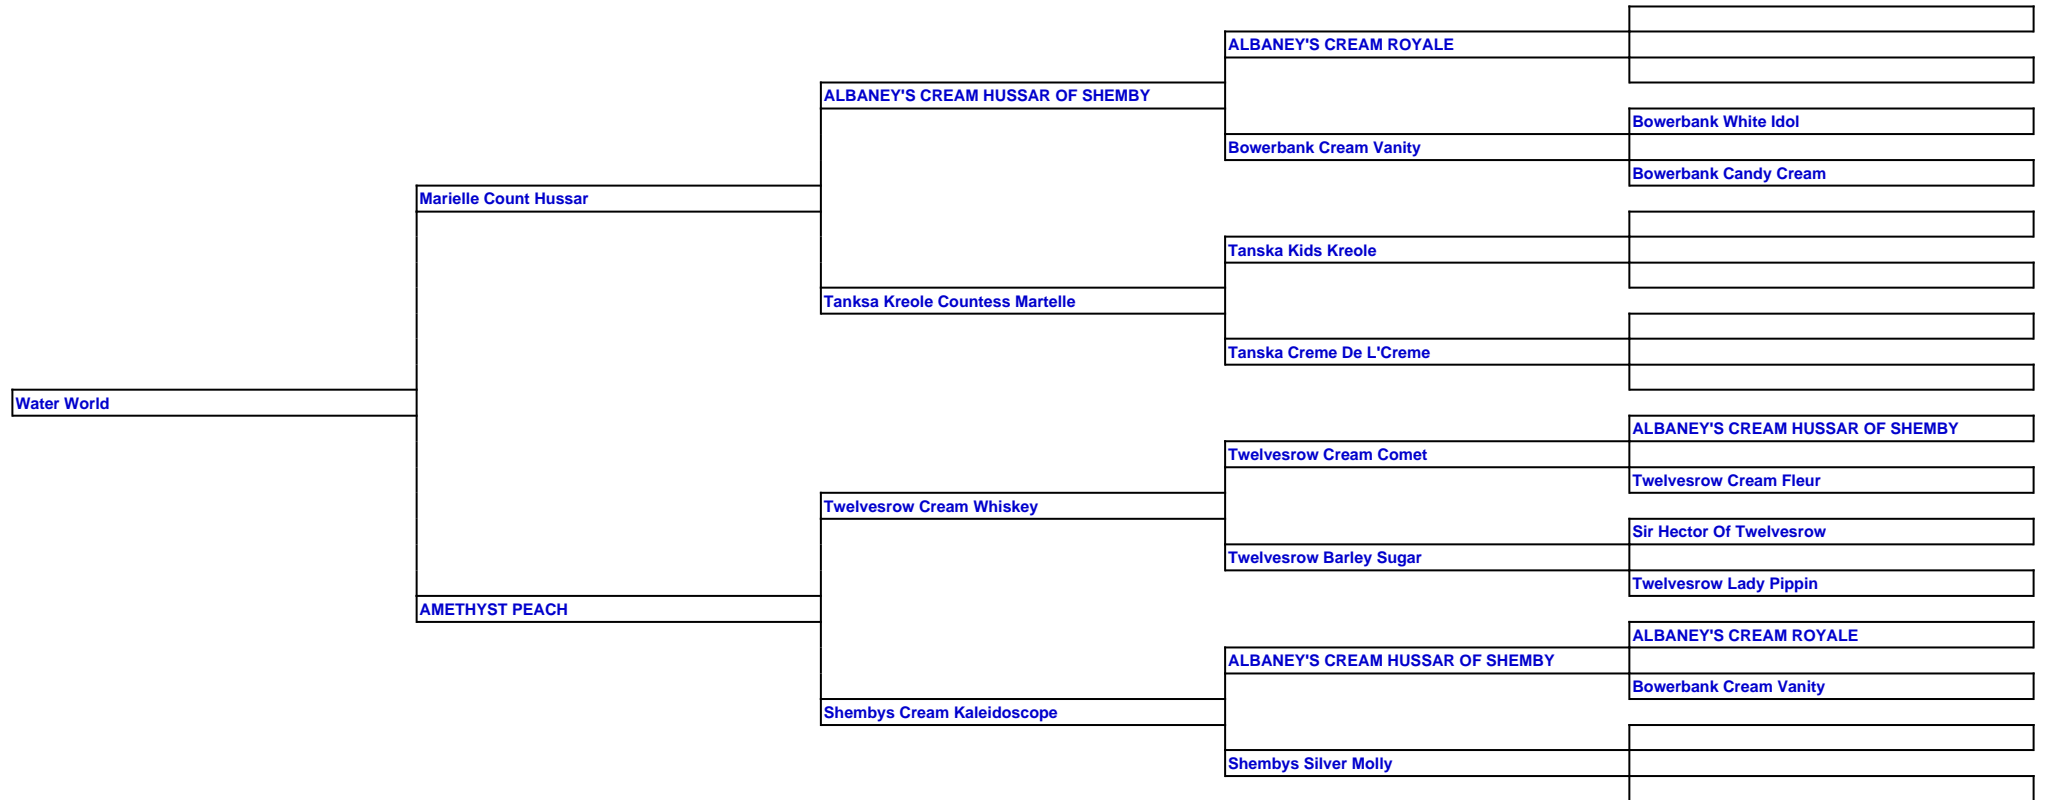 ALBANEY'S CREAM ROYALE
ALBANEY'S CREAM HUSSAR OF SHEMBY
Bowerbank White Idol
Bowerbank Cream Vanity
Bowerbank Candy Cream
Marielle Count Hussar
Tanska Kids Kreole
Tanksa Kreole Countess Martelle
Tanska Creme De L'Creme
Water World
ALBANEY'S CREAM HUSSAR OF SHEMBY
Twelvesrow Cream Comet
Twelvesrow Cream Fleur
Twelvesrow Cream Whiskey
Sir Hector Of Twelvesrow
Twelvesrow Barley Sugar
Twelvesrow Lady Pippin
AMETHYST PEACH
ALBANEY'S CREAM ROYALE
ALBANEY'S CREAM HUSSAR OF SHEMBY
Bowerbank Cream Vanity
Shembys Cream Kaleidoscope
Shembys Silver Molly